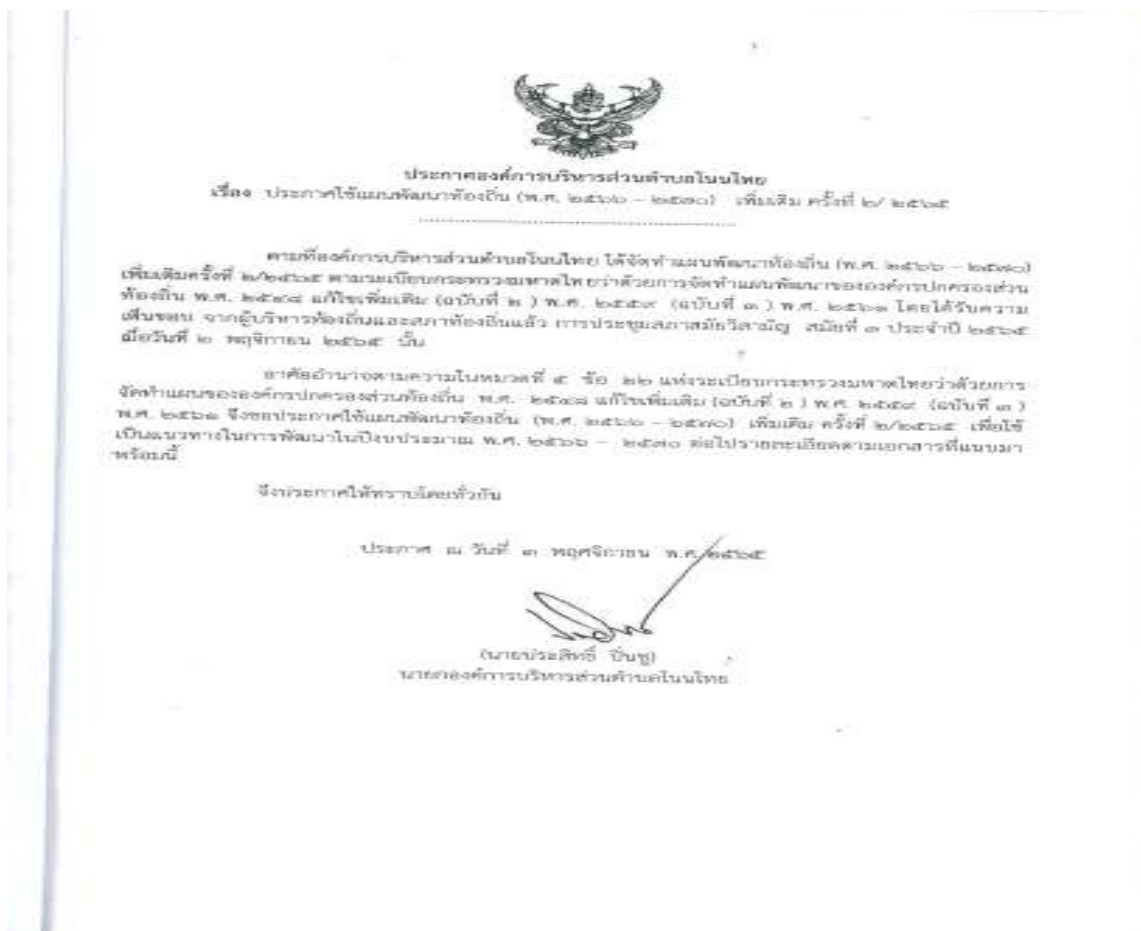 ประกาศองค์การบริหารส่วนตำบลโนนไทย
เรื่อง ประกาศใช้แผนพัฒนาท้องถิ่น (พ.ศ. ๒๕๖๖ – ๒๕๗๐) เพิ่มเติม ครั้งที่ ๒/ ๒๕๖๕
ตามที่องค์การบริหารส่วนตำบลโนนไทย ได้จัดทำแผนพัฒนาท้องถิ่น (พ.ศ. ๒๕๖๖ – ๒๕๗๐)
เพิ่มเติมครั้งที่ ๒/๒๕๖๕ ตามระเบียบกระทรวงมหาดไทยว่าด้วยการจัดทำแผนพัฒนาขององค์กรปกครองส่วน
ท้องถิ่น พ.ศ. ๒๕๔๘ แก้ไขเพิ่มเติม (ฉบับที่ ๒ ) พ.ศ. ๒๕๕๙ (ฉบับที่ ๓ ) พ.ศ. ๒๕๖๑ โดยได้รับความ
เห็นชอบ จากผู้บริหารท้องถิ่นและสภาท้องถิ่นแล้ว การประชุมสภาสมัยวิสามัญ สมัยที่ ๓ ประจำปี ๒๕๖๕
เมื่อวันที่ ๒ พฤศจิกายน ๒๕๖๕ นั้น
อาศัยอำนาจตามความในหมวดที่ ๕ ข้อ ๒๒ แห่งระเบียบกระทรวงมหาดไทยว่าด้วยการ
จัดทำแผนขององค์กรปกครองส่วนท้องถิ่น พ.ศ. ๒๕๔๘ แก้ไขเพิ่มเติม (ฉบับที่ ๒ ) พ.ศ. ๒๕๕๙ (ฉบับที่ ๓ )
พ.ศ. ๒๕๖๑ จึงขอประกาศใช้แผนพัฒนาท้องถิ่น (พ.ศ. ๒๕๖๖ – ๒๕๗๐) เพิ่มเติม ครั้งที่ ๒/๒๕๖๕ เพื่อใช้
เป็นแนวทางในการพัฒนาในปีงบประมาณ พ.ศ. ๒๕๖๖ – ๒๕๗๐ ต่อไปรายละเอียดตามเอกสารที่แนบมา
พร้อมนี้
จึงประกาศให้ทราบโดยทั่วกัน
ประกาศ ณ วันที่ ๓ พฤศจิกายน พ.ศ. ๒๕๖๕
(นายประสิทธิ์ ปิ่นชู)
นายกองค์การบริหารส่วนตำบลโนนไทย